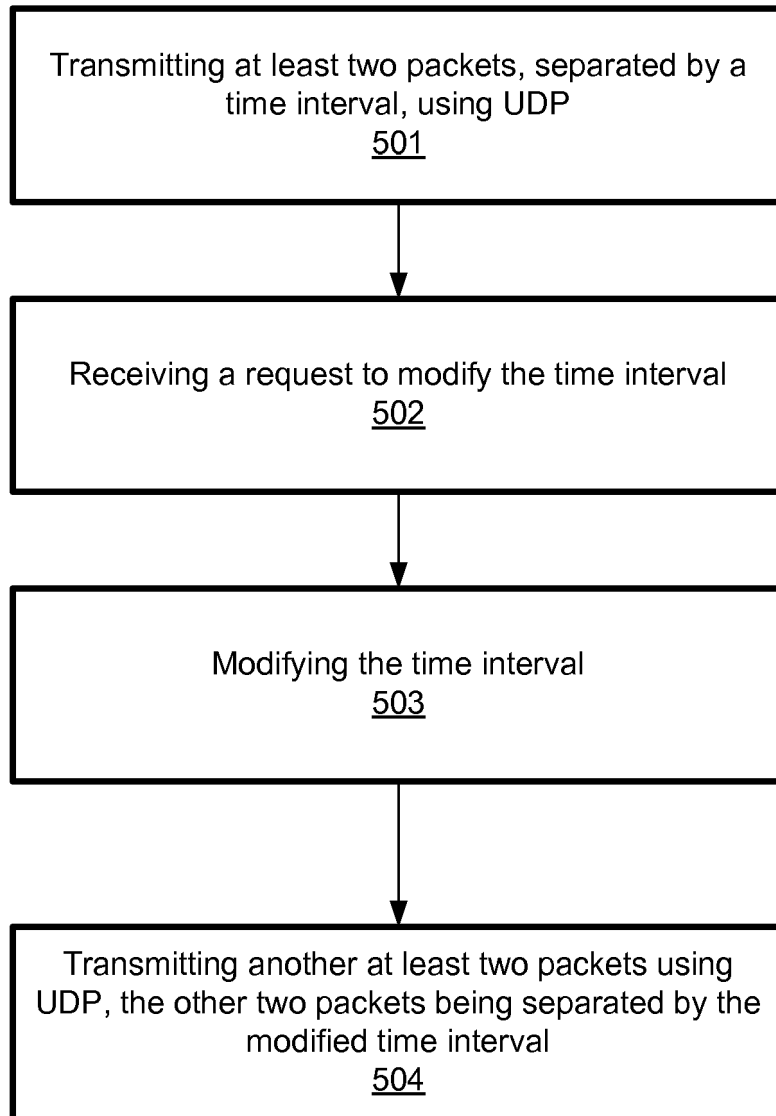 Transmitting at least two packets, separated by a
time interval, using UDP
501
Receiving a request to modify the time interval
502
Modifying the time interval
503
Transmitting another at least two packets using
UDP, the other two packets being separated by the
modified time interval
504